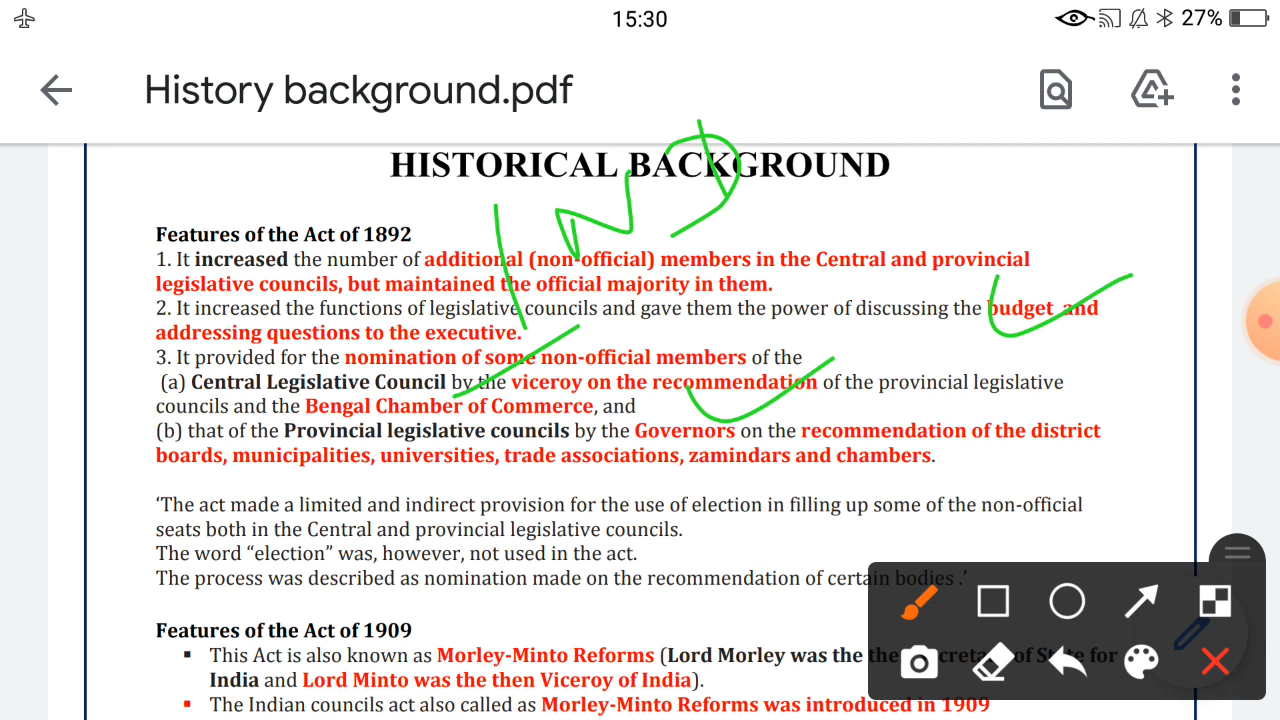 15:30
27%
History background.pdf
HISTORICAL BACKGROUND
IND
Features of the Act of 1892
1. It increased the number of additional (non-official) members in the Central and provincial
legislative councils, but maintained the official majority in them.
2. It increased the functions of legislative councils and gave them the power of discussing the budget and
addressing questions to the executive.
3. It provided for the nomination of some non-official members of the
(a) Central Legislative Council by the viceroy on the recommendation of the provincial legislative
councils and the Bengal Chamber of Commerce, and
(b) that of the Provincial legislative councils by the Governors on the recommendation of the district
boards, municipalities, universities, trade associations, zamindars and chambers.
‘The act made a limited and indirect provision for the use of election in filling up some of the non-official
seats both in the Central and provincial legislative councils.
The word “election” was, however, not used in the act.
The process was described as nomination made on the recommendation of certain bodies .’
Features of the Act of 1909
▪ This Act is also known as Morley-Minto Reforms (Lord Morley was the the Secretary of State for
India and Lord Minto was the then Viceroy of India).
▪ The Indian councils act also called as Morley-Minto Reforms was introduced in 1909